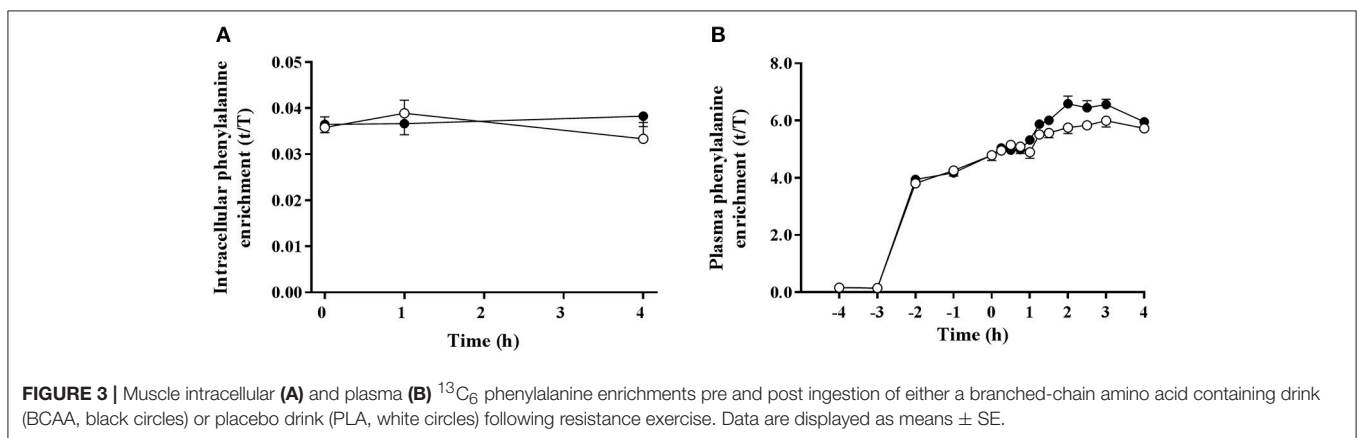 A
B
0.05
0.04
0.03
0.02
0.01
0.00
Intracellular phenylalanine
enrichment (t/T)
0 1 2 3 4
Time (h)
8.0
6.0
4.0
2.0
0.0
Plasma phenylalanine
enrichment (t/T)
-4 -3 -2 -1 0 1 2 3 4
Time (h)
FIGURE 3 | Muscle intracellular (A) and plasma (B) ¹³C₆ phenylalanine enrichments pre and post ingestion of either a branched-chain amino acid containing drink
(BCAA, black circles) or placebo drink (PLA, white circles) following resistance exercise. Data are displayed as means ± SE.